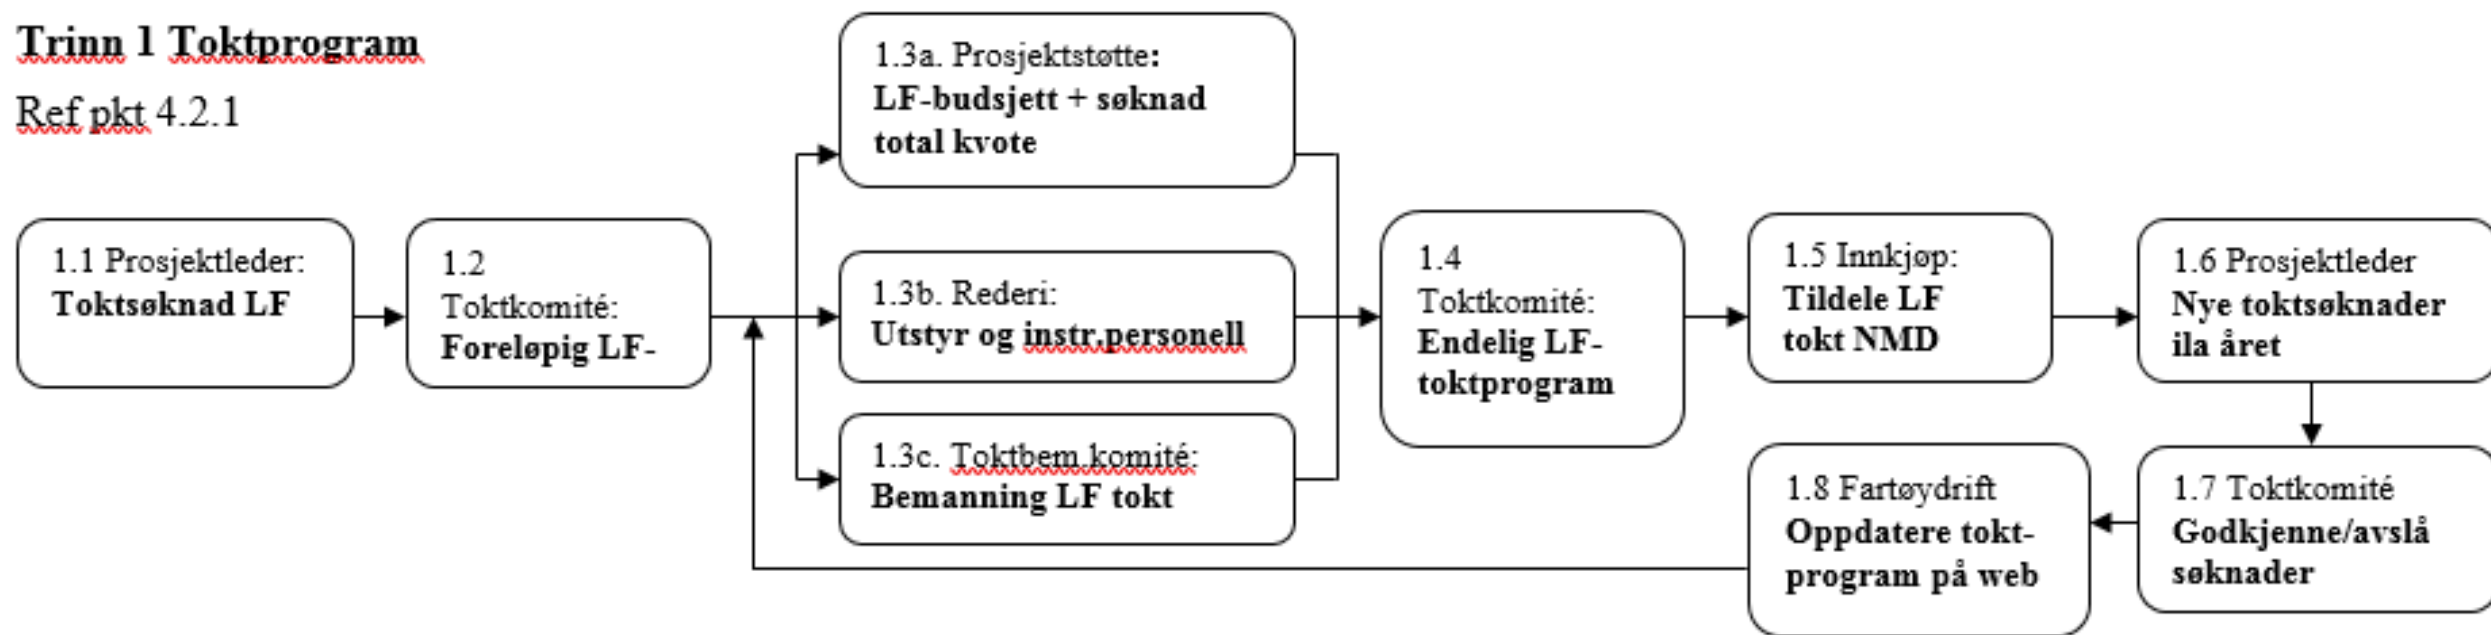 Trinn 1 Toktprogram
Ref pkt 4.2.1
1.1 Prosjektleder:
Toktsøknad LF
1.2
Toktkomité:
Foreløpig LF-
1.3a. Prosjektstøtte:
LF-budsjett + søknad
total kvote
1.3b. Rederi:
Utstyr og instr.personell
1.3c. Toktbem.komité:
Bemanning LF tokt
1.4
Toktkomité:
Endelig LF-
toktprogram
1.5 Innkjøp:
Tildele LF
tokt NMD
1.6 Prosjektleder
Nye toktsøknader
ila året
1.7 Toktkomité
Godkjenne/avslå
søknader
1.8 Fartøydrift
Oppdatere tokt-
program på web